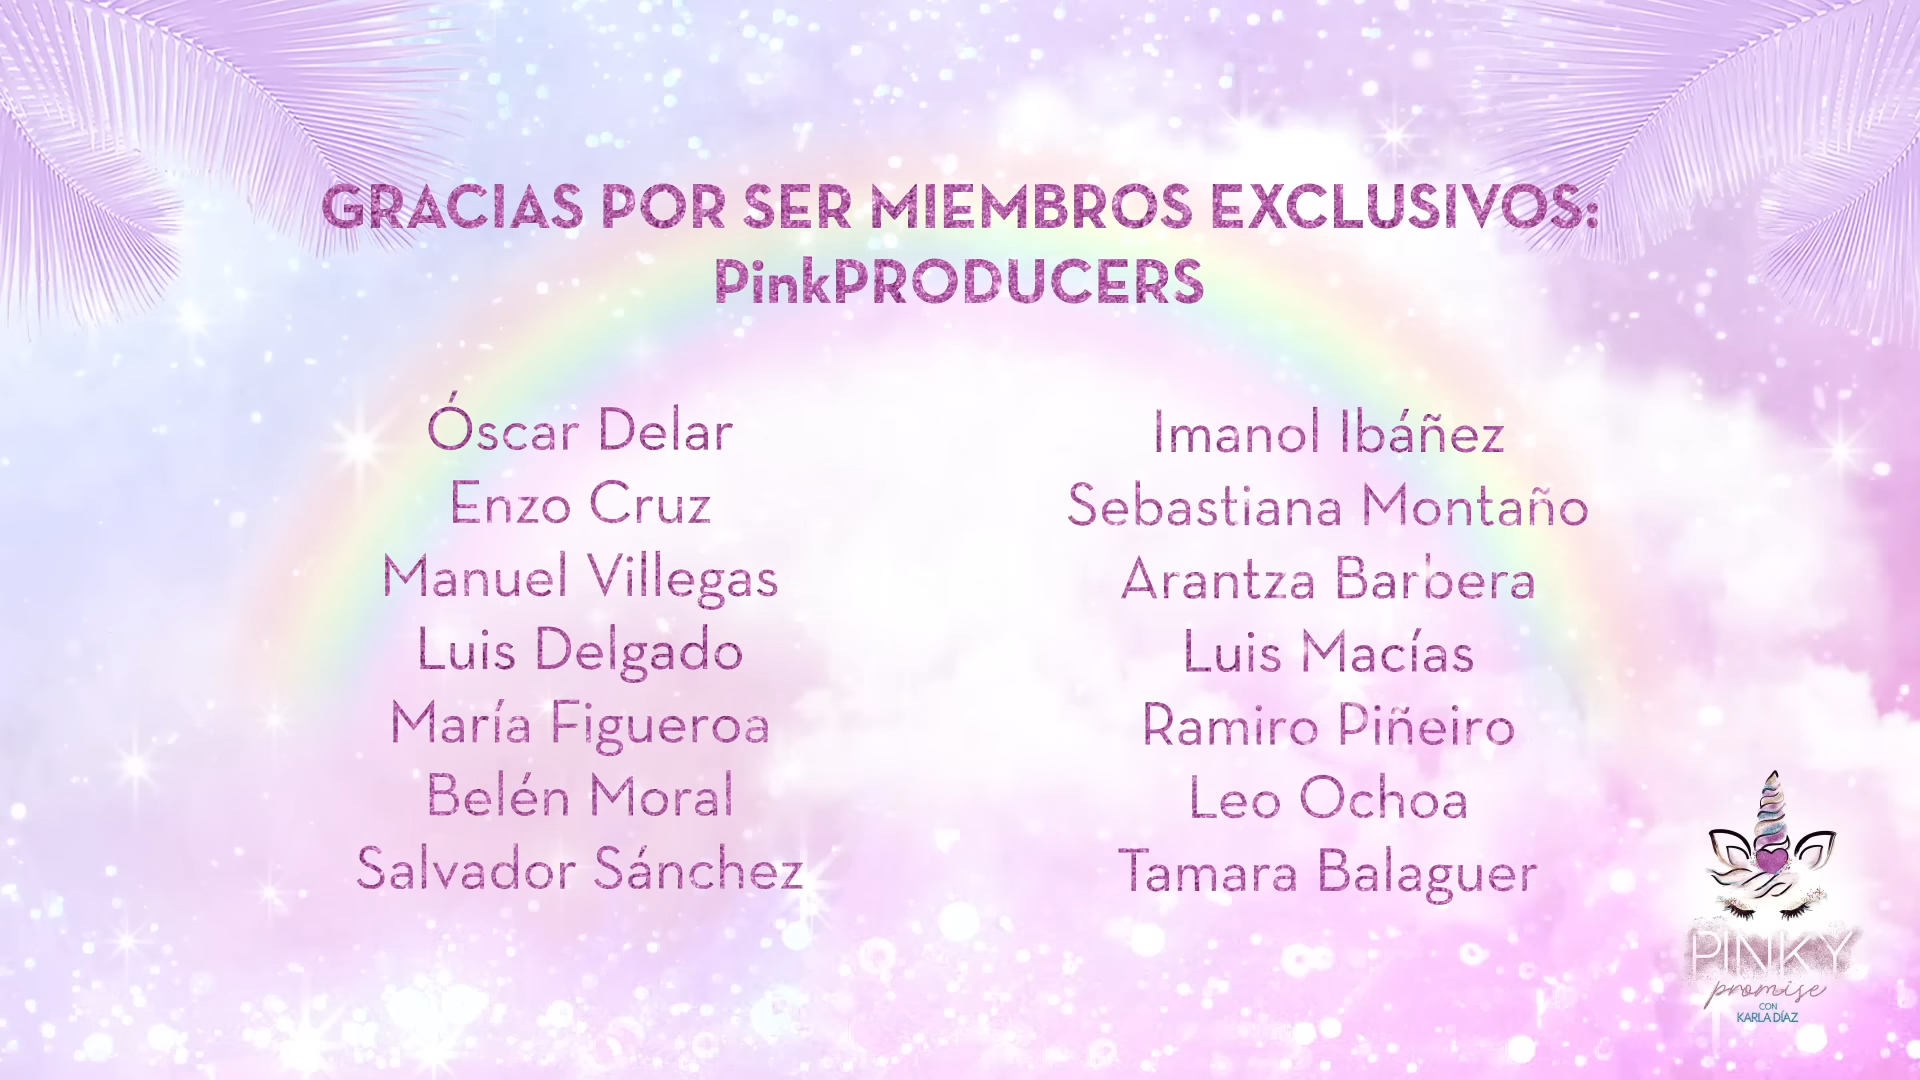 GRACIAS POR SER MIEMBROS EXCLUSIVOS:
PinkPRODUCERS
Óscar Delar
Enzo Cruz
Manuel Villegas
Luis Delgado
María Figueroa
Belén Moral
Salvador Sánchez
Imanol Ibáñez
Sebastiana Montaño
Arantza Barbera
Luis Macías
Ramiro Piñeiro
Leo Ochoa
Tamara Balaguer
PINKY
promise
CON
KARLA DÍAZ